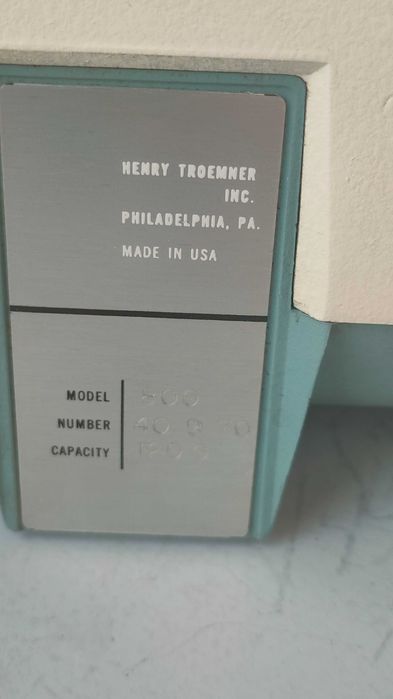 HENRY TROEMNER
INC.
PHILADELPHIA, PA.
MADE IN USA
MODEL
NUMBER
CAPACITY